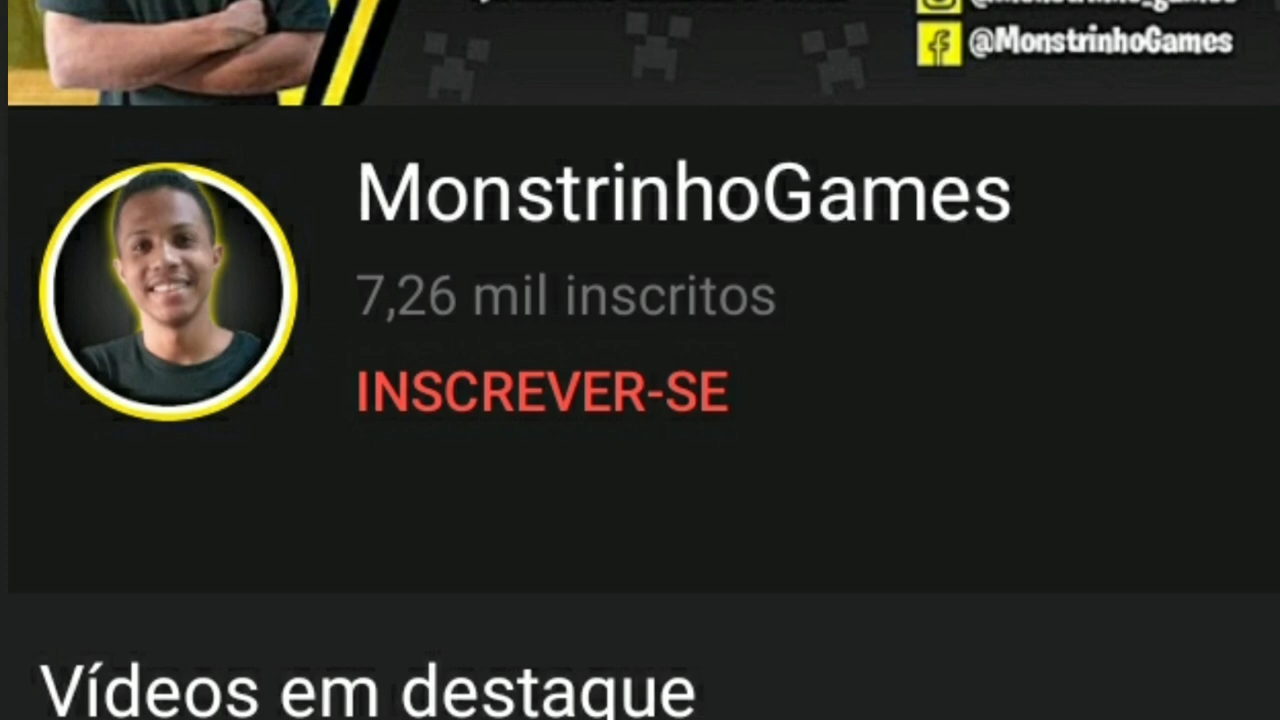 @MonstrinhoGames
MonstrinhoGames
7,26 mil inscritos
INSCREVER-SE
Vídeos em destaque